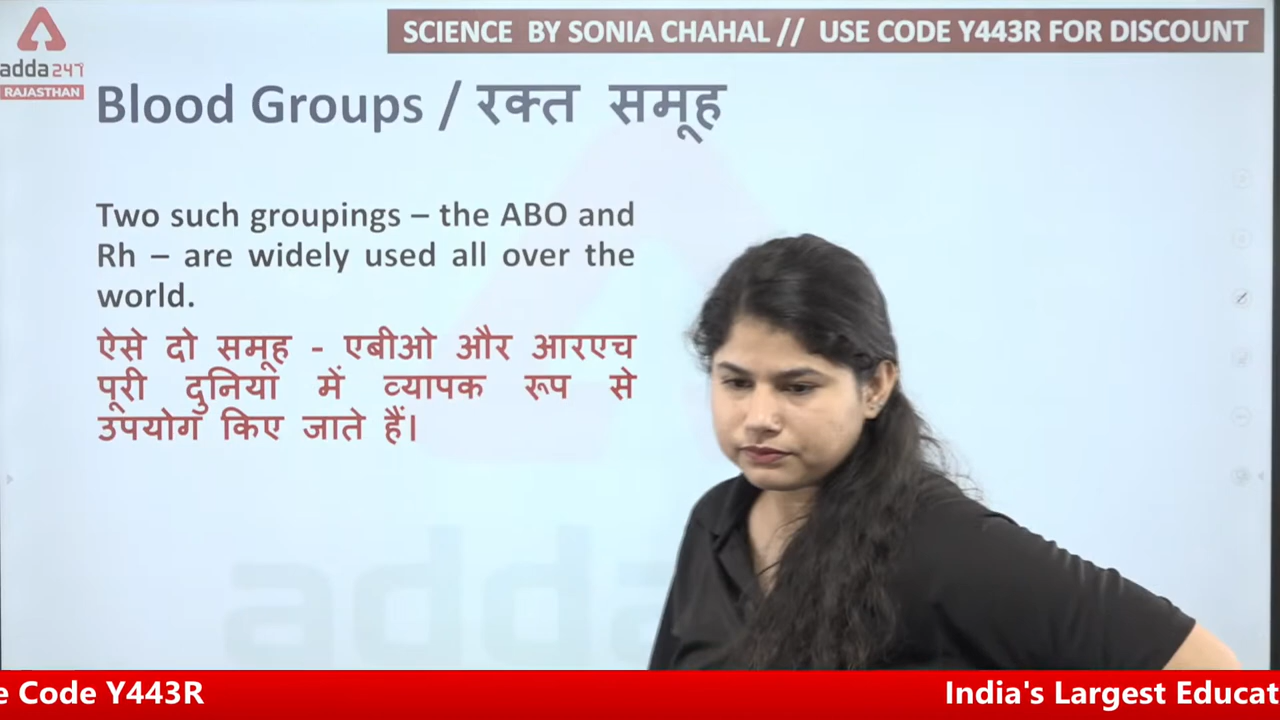 SCIENCE BY SONIA CHAHAL // USE CODE Y443R FOR DISCOUNT
adda247
RAJASTHAN
Blood Groups / रक्त समूह
Two such groupings – the ABO and
Rh – are widely used all over the
world.
ऐसे दो समूह - एबीओ और आरएच
पूरी दुनिया में व्यापक रूप से
उपयोग किए जाते हैं।
adda
e Code Y443R
India's Largest Educat